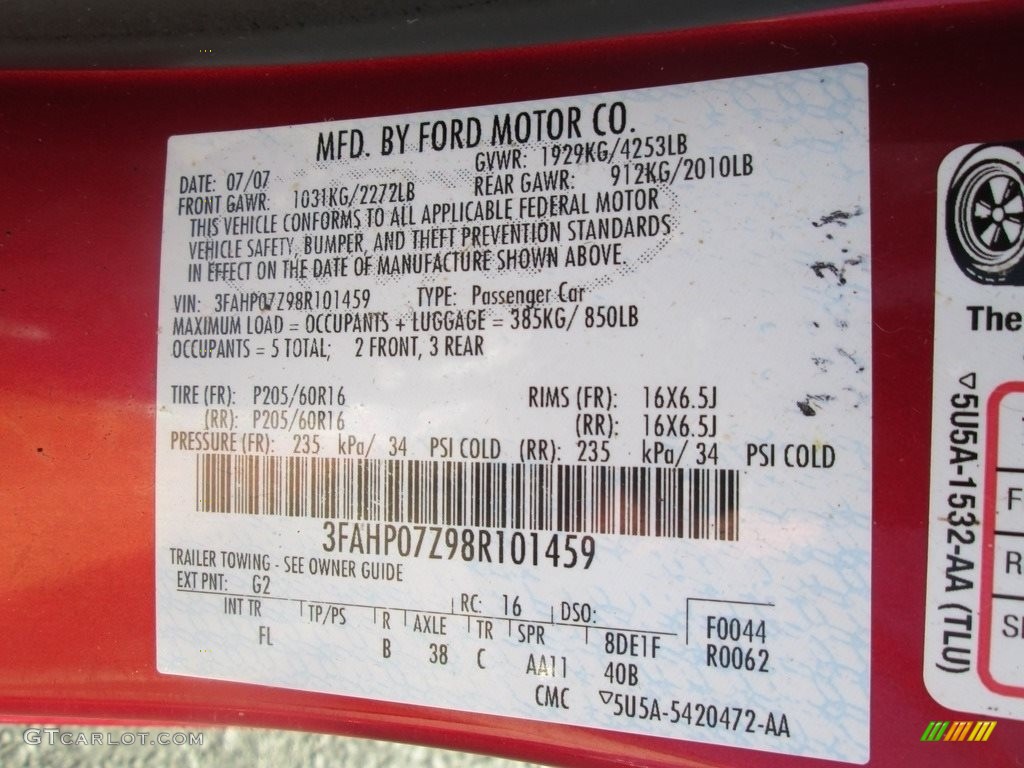 MFD. BY FORD MOTOR CO.
DATE: 07/07 GVWR: 1929KG/4253LB
FRONT GAWR: 1031KG/2272LB REAR GAWR: 912KG/2010LB
THIS VEHICLE CONFORMS TO ALL APPLICABLE FEDERAL MOTOR
VEHICLE SAFETY, BUMPER, AND THEFT PREVENTION STANDARDS
IN EFFECT ON THE DATE OF MANUFACTURE SHOWN ABOVE.
VIN: 3FAHP07Z98R101459 TYPE: Passenger Car
MAXIMUM LOAD = OCCUPANTS + LUGGAGE = 385KG/ 850LB
OCCUPANTS = 5 TOTAL; 2 FRONT, 3 REAR
TIRE (FR): P205/60R16 RIMS (FR): 16X6.5J
(RR): P205/60R16 (RR): 16X6.5J
PRESSURE (FR): 235 kPa/ 34 PSI COLD (RR): 235 kPa/ 34 PSI COLD
3FAHP07Z98R101459
TRAILER TOWING - SEE OWNER GUIDE
EXT PNT: G2 RC: 16 DSO: F0044
INT TR TP/PS R AXLE TR SPR 8DE1F R0062
FL B 38 C AA11 40B
CMC ▽5U5A-5420472-AA
The
▽5U5A-1532-AA (TLU)
F
R
GTCARLOT.COM